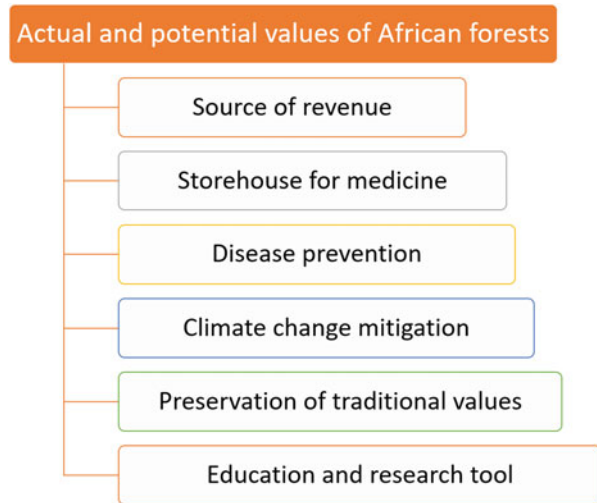 Actual and potential values of African forests
Source of revenue
Storehouse for medicine
Disease prevention
Climate change mitigation
Preservation of traditional values
Education and research tool